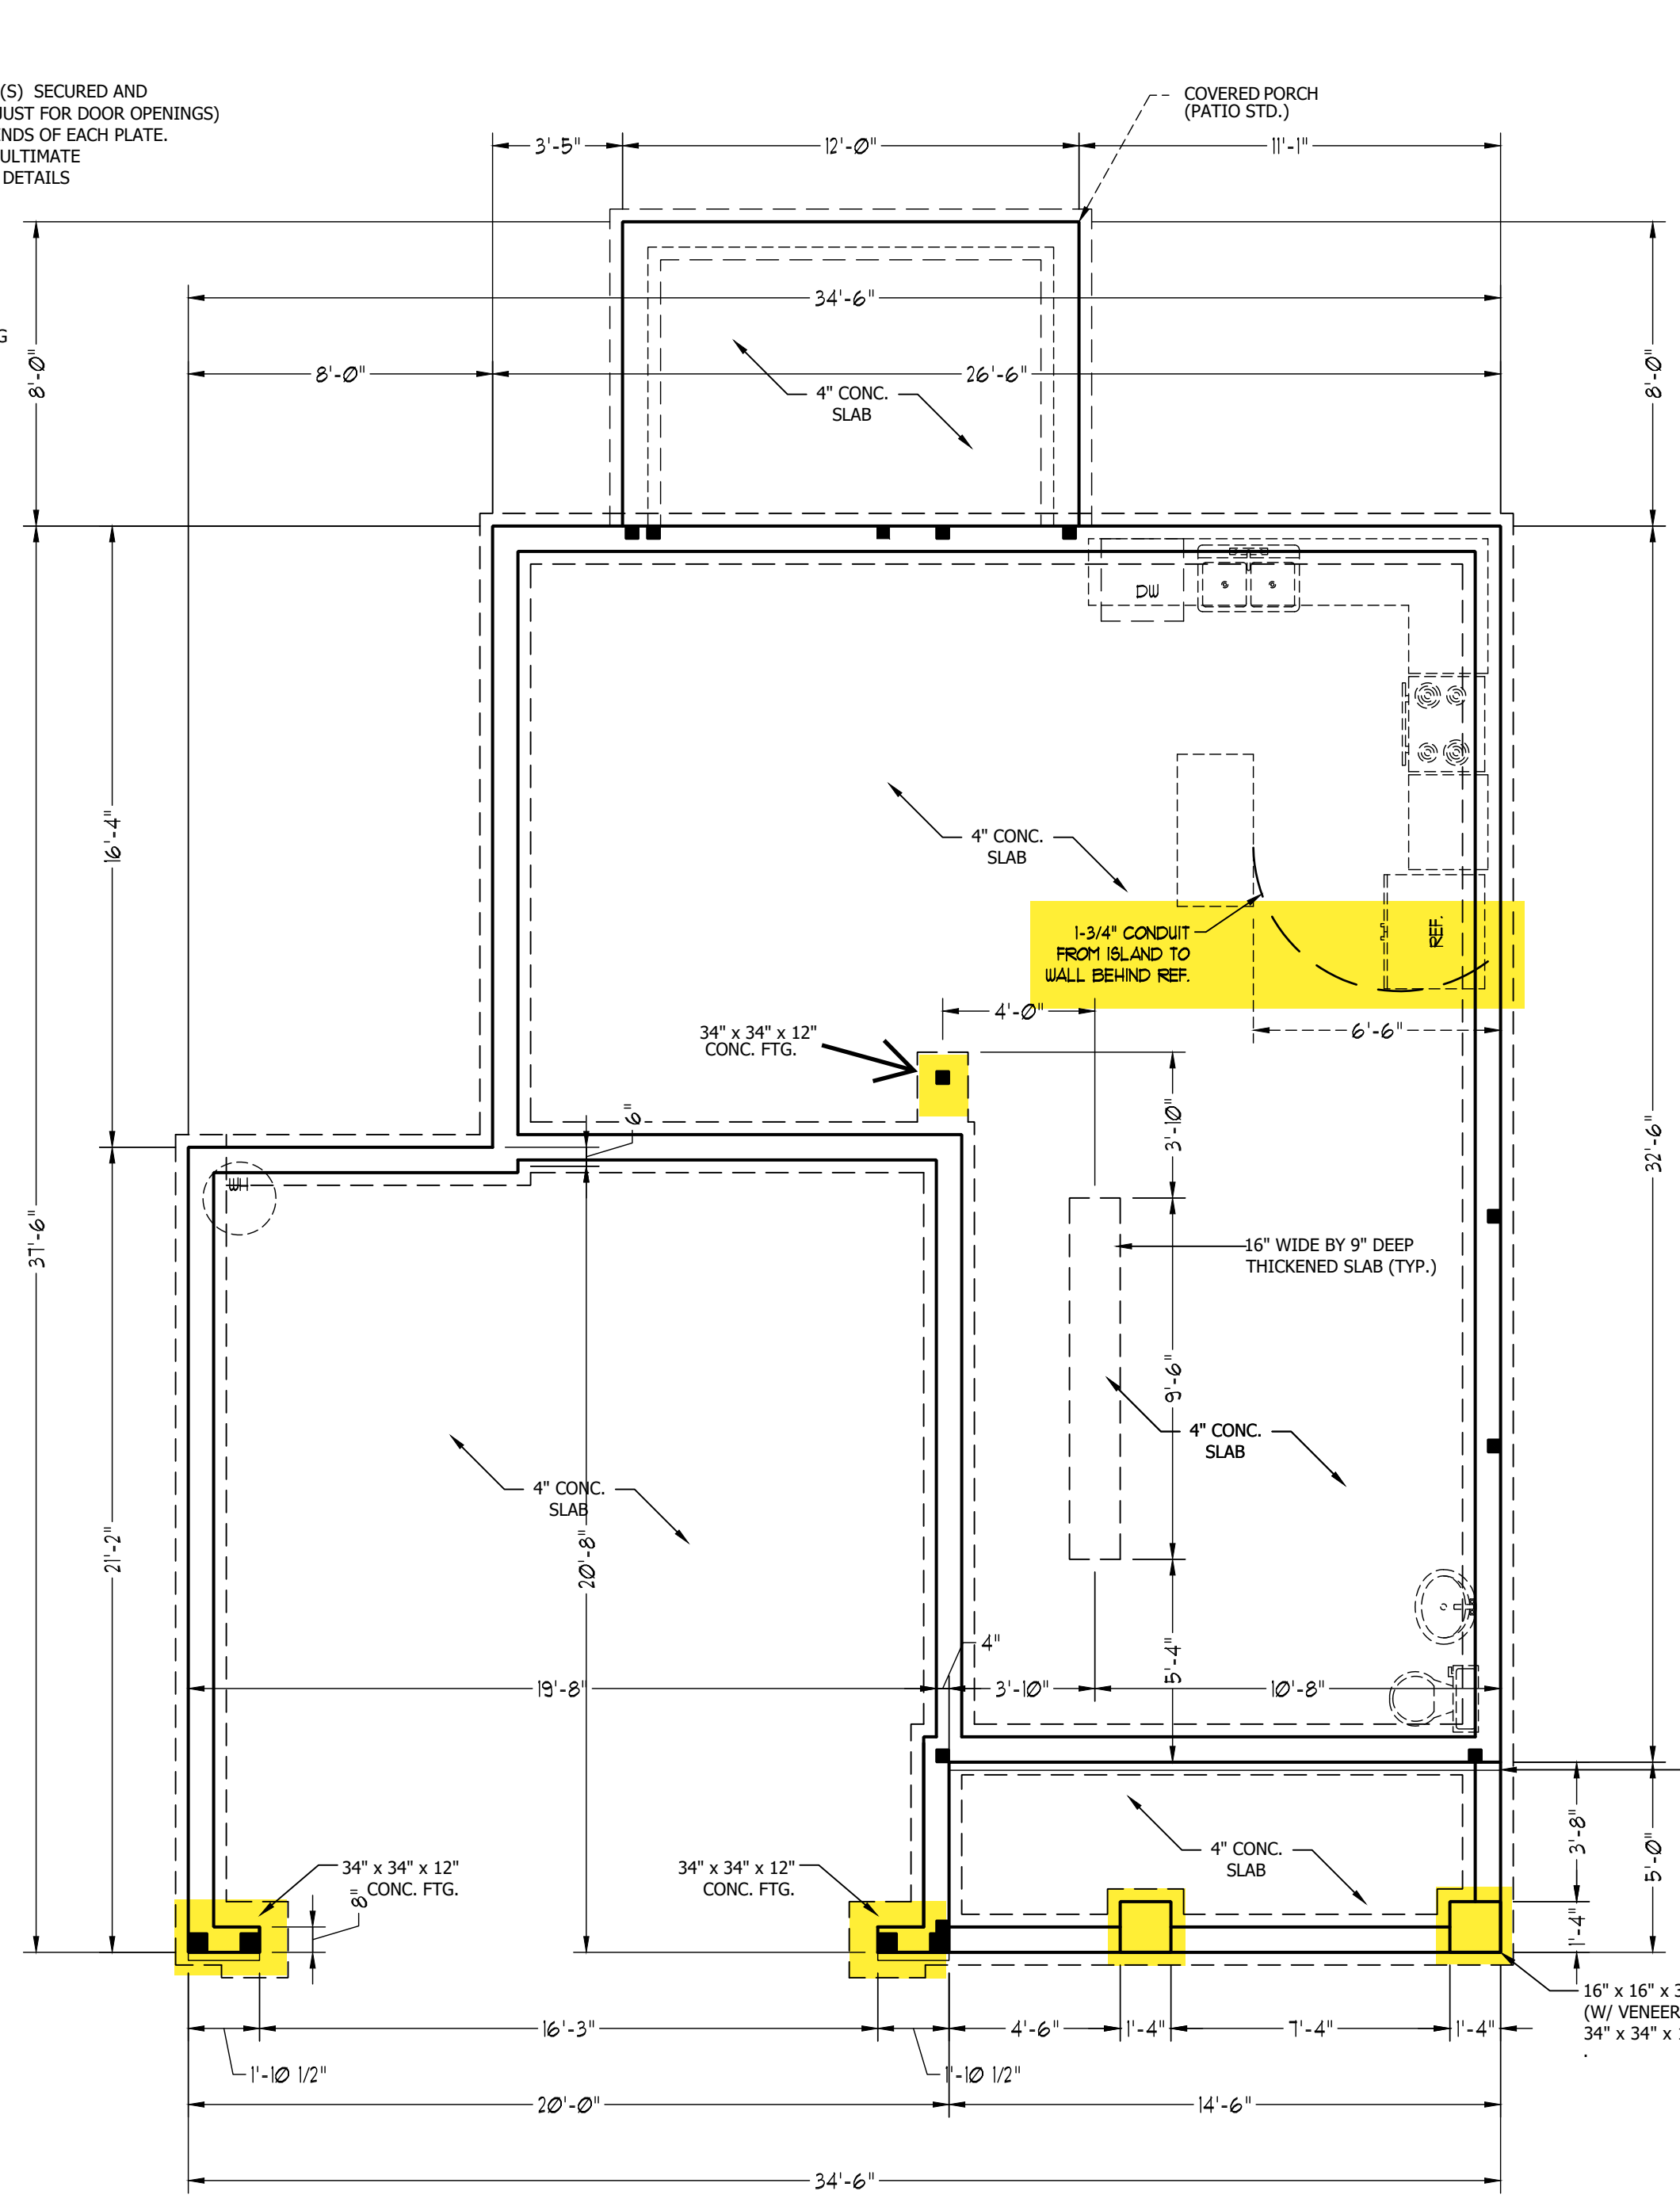 (S) SECURED AND
JUST FOR DOOR OPENINGS)
ENDS OF EACH PLATE.
ULTIMATE
DETAILS
COVERED PORCH
(PATIO STD.)
3'-5"
12'-0"
11'-1"
34'-6"
G
8'-0"
8'-0"
8'-0"
26'-6"
4" CONC.
SLAB
DW
16'-4"
4" CONC.
SLAB
1-3/4" CONDUIT
FROM ISLAND TO
WALL BEHIND REF.
REF.
4'-0"
6'-6"
34" x 34" x 12"
CONC. FTG.
6"
3'-10"
32'-6"
WH
37'-6"
16" WIDE BY 9" DEEP
THICKENED SLAB (TYP.)
9'-6"
4" CONC.
SLAB
4" CONC.
SLAB
21'-2"
20'-8"
4"
5'-4"
19'-8"
3'-10"
10'-8"
34" x 34" x 12"
CONC. FTG.
8"
34" x 34" x 12"
CONC. FTG.
4" CONC.
SLAB
3'-8"
5'-0"
1'-4"
16" x 16" x 3
(W/ VENEER
34" x 34" x 1
.
16'-3"
4'-6"
1'-4"
7'-4"
1'-4"
1'-10 1/2"
1'-10 1/2"
20'-0"
14'-6"
34'-6"